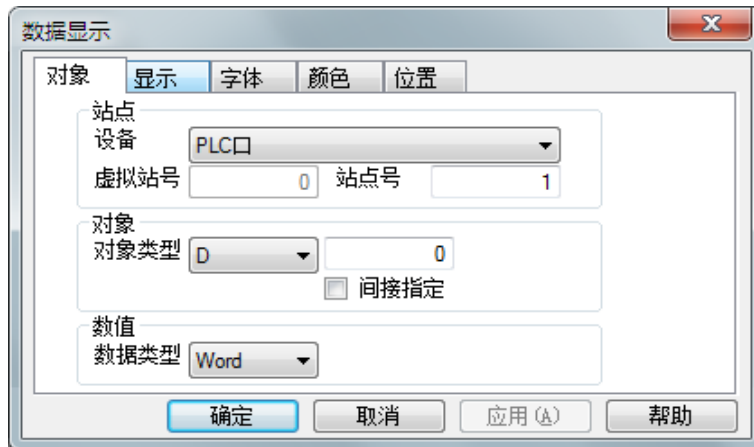 数据显示
对象 显示 字体 颜色 位置
站点
设备 PLC口
虚拟站号 0 站点号 1
对象
对象类型 D 0
间接指定
数值
数据类型 Word
确定 取消 应用(A) 帮助